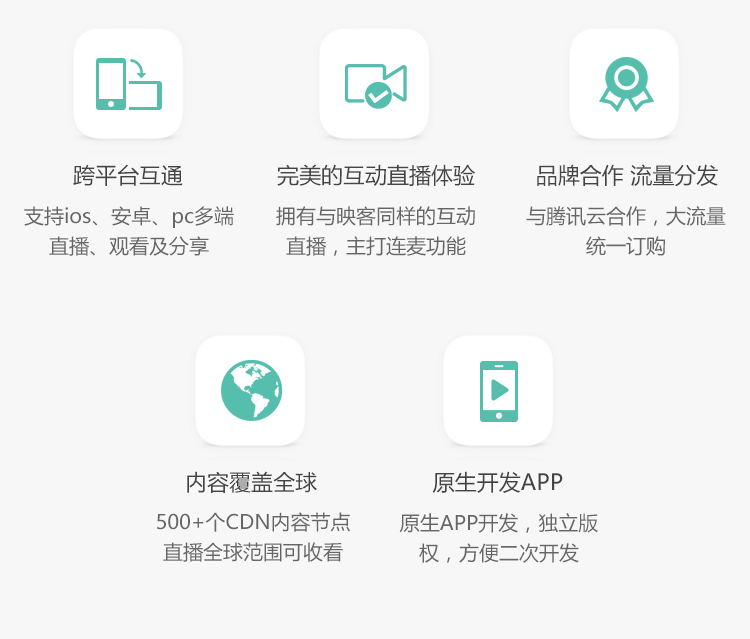 跨平台互通
支持ios、安卓、pc多端
直播、观看及分享
完美的互动直播体验
拥有与映客同样的互动
直播，主打连麦功能
品牌合作 流量分发
与腾讯云合作，大流量
统一订购
内容覆盖全球
500+个CDN内容节点
直播全球范围可收看
原生开发APP
原生APP开发，独立版
权，方便二次开发